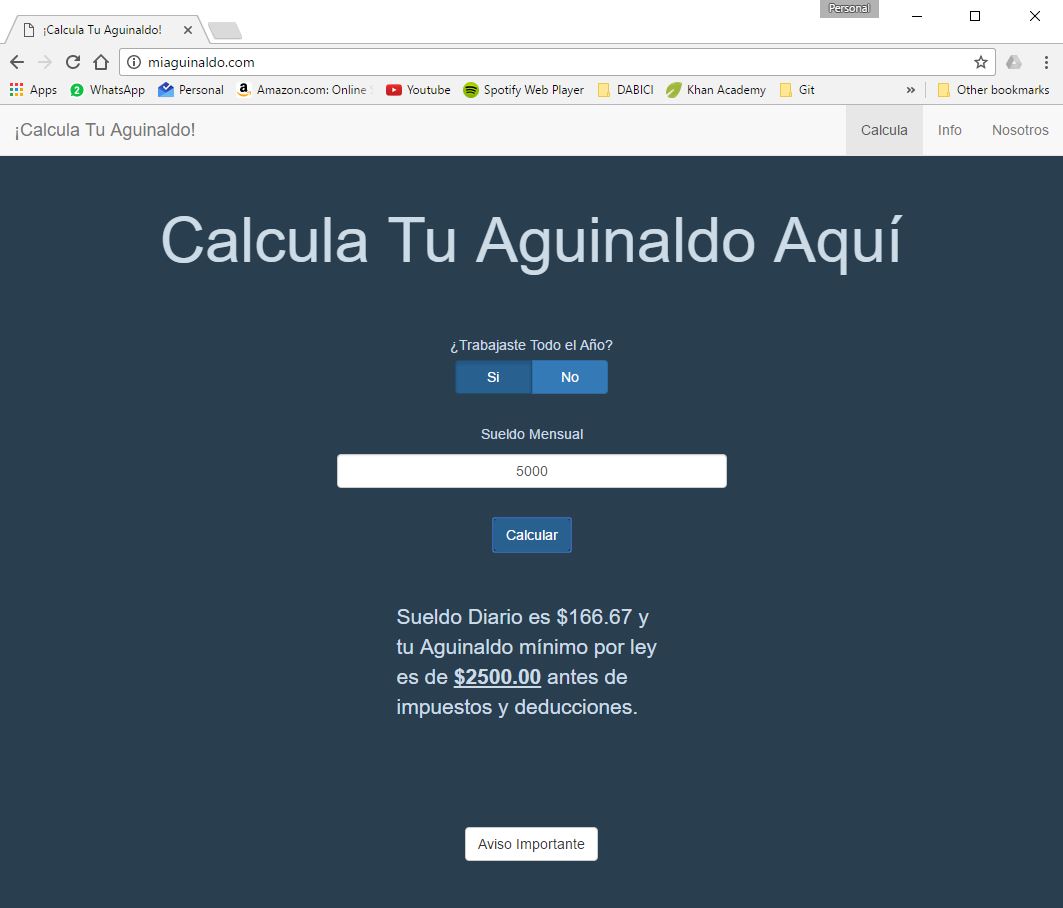 Personal
¡Calcula Tu Aguinaldo!
miaguinaldo.com
Apps 2 WhatsApp Personal a Amazon.com: Online Youtube Spotify Web Player DABICI Khan Academy Git » Other bookmarks
¡Calcula Tu Aguinaldo! Calcula Info Nosotros
Calcula Tu Aguinaldo Aquí
¿Trabajaste Todo el Año?
Si No
Sueldo Mensual
5000
Calcular
Sueldo Diario es $166.67 y
tu Aguinaldo mínimo por ley
es de $2500.00 antes de
impuestos y deducciones.
Aviso Importante